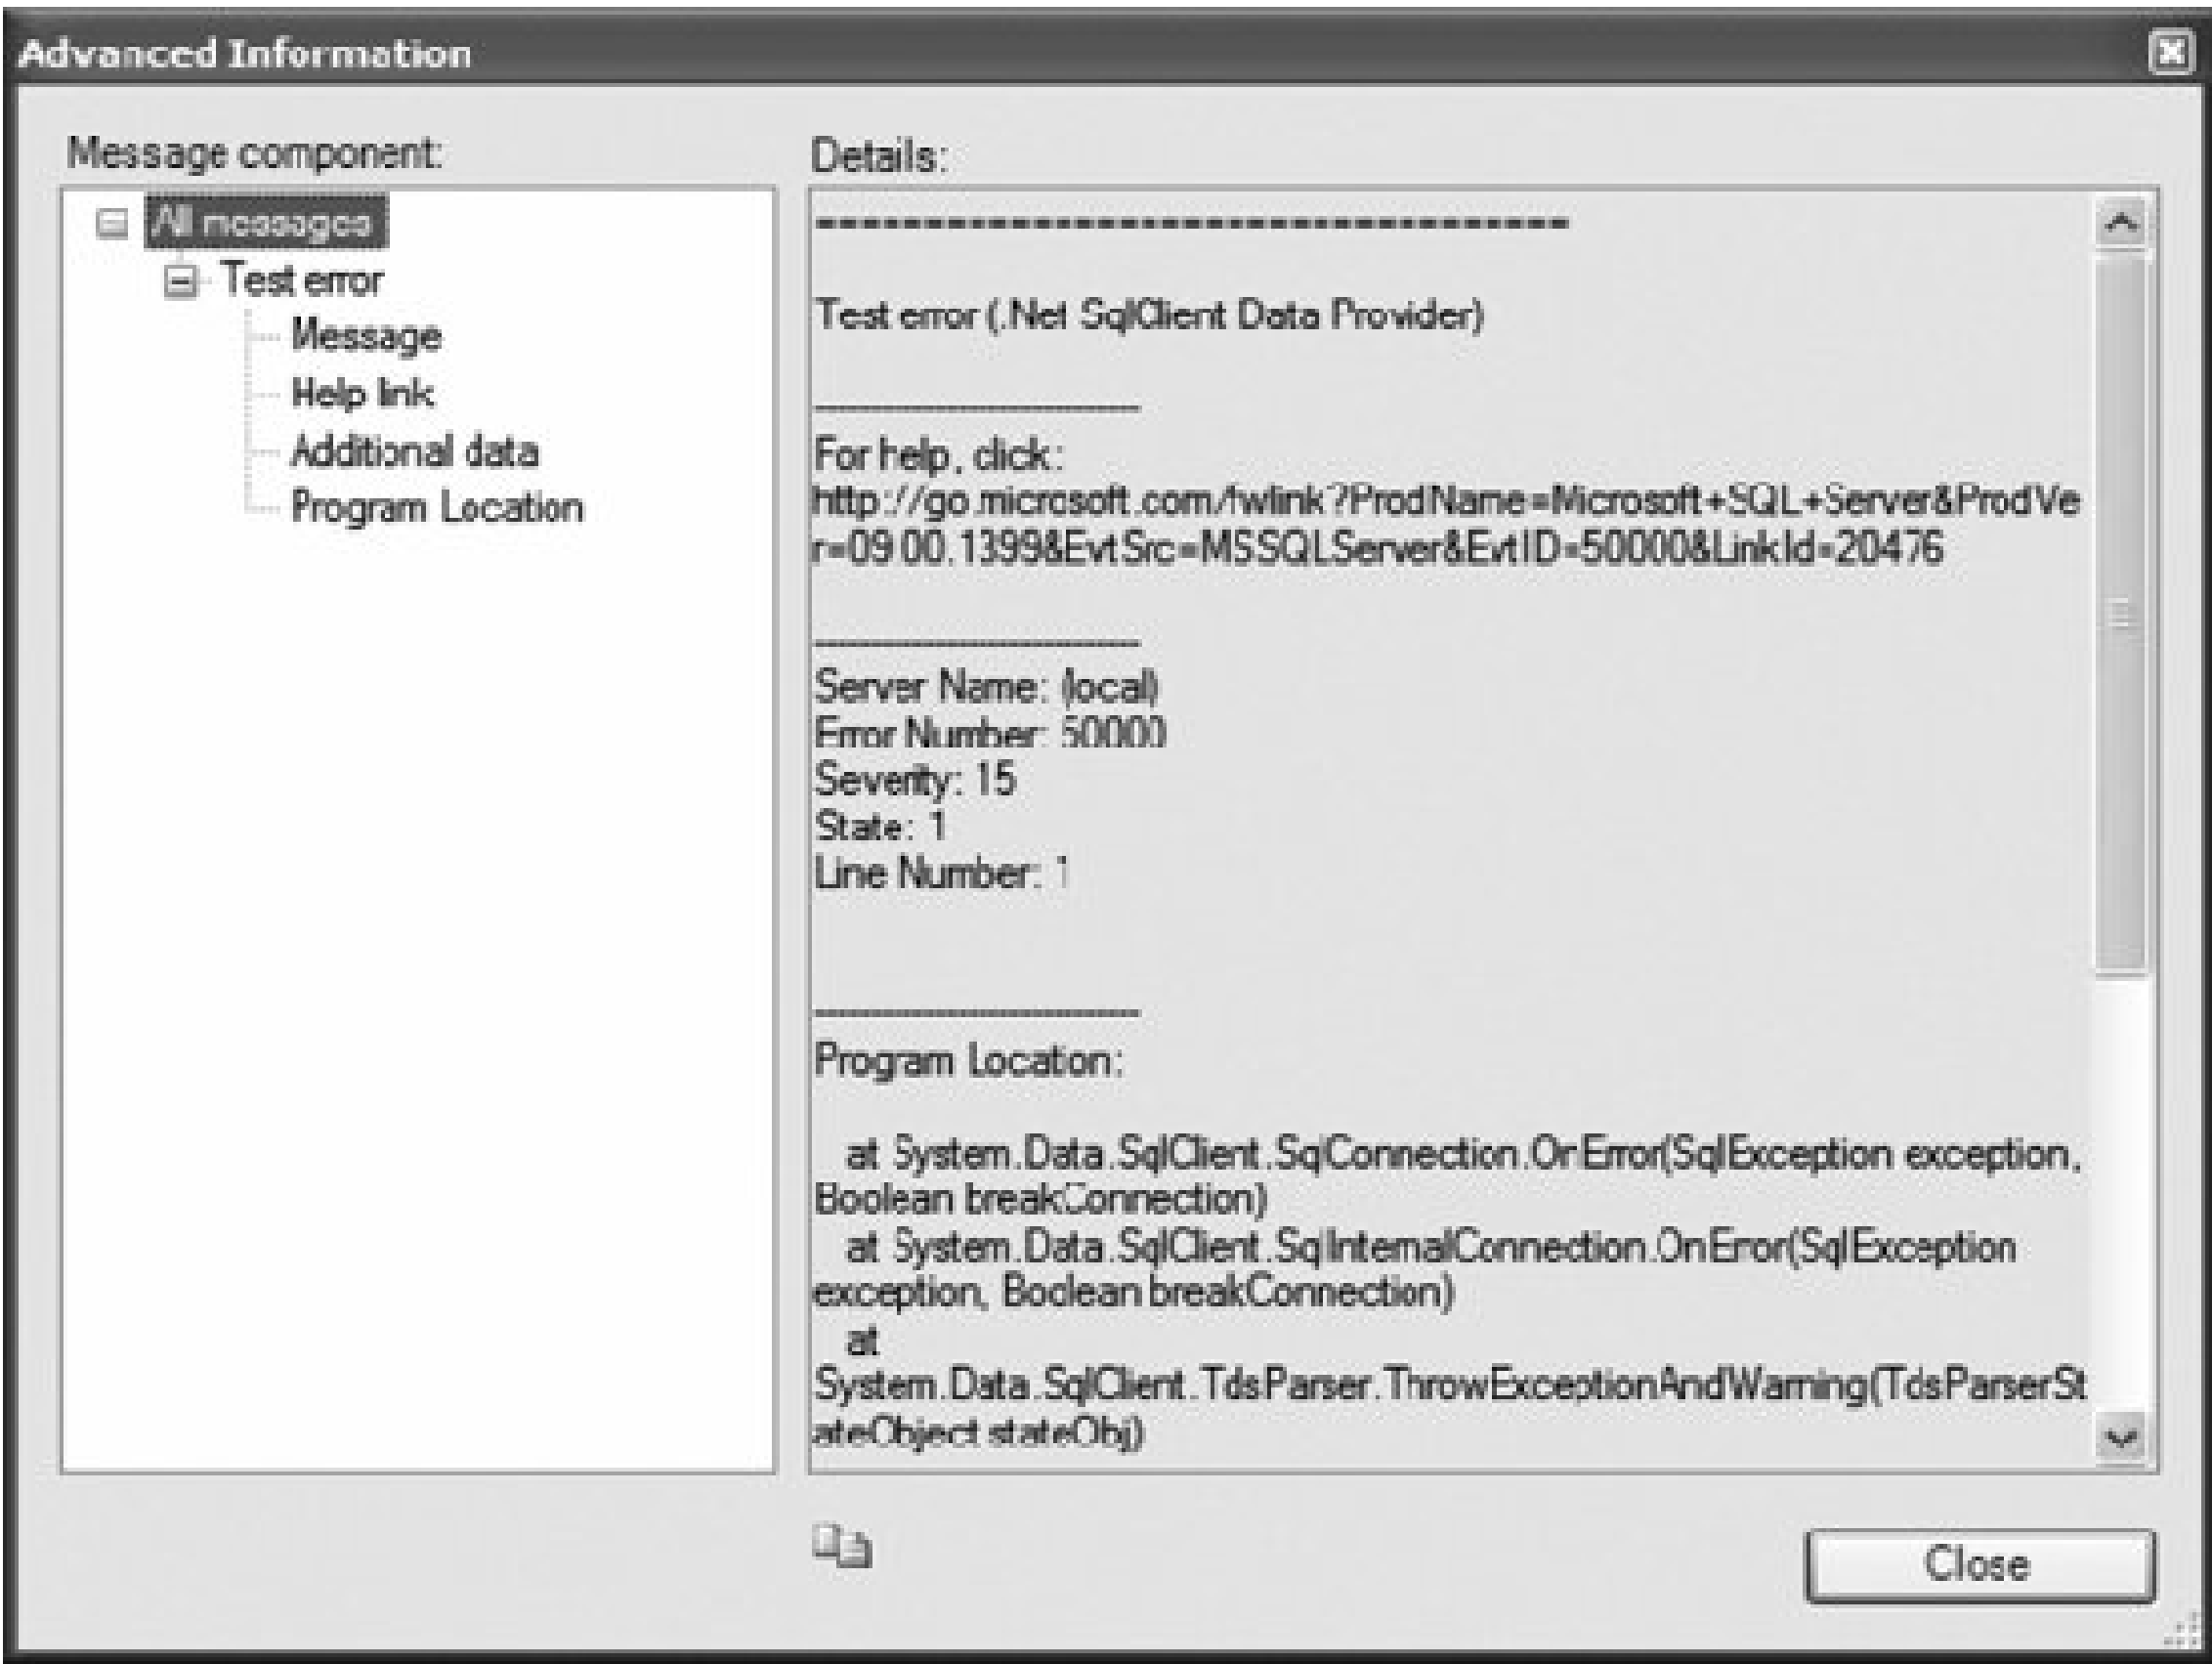 Advanced Information
Message component:
All messages
Test error
Message
Help link
Additional data
Program Location
Details:
===================================
Test error (.Net SqlClient Data Provider)
------------------------------
For help, click:
http://go.microsoft.com/fwlink?ProdName=Microsoft+SQL+Server&ProdVe
r=09.00.1399&EvtSrc=MSSQLServer&EvtID=50000&LinkId=20476
------------------------------
Server Name: (local)
Error Number: 50000
Severity: 15
State: 1
Line Number: 1
------------------------------
Program Location:
at System.Data.SqlClient.SqlConnection.OnError(SqlException exception,
Boolean breakConnection)
at System.Data.SqlClient.SqlInternalConnection.OnError(SqlException
exception, Boolean breakConnection)
at
System.Data.SqlClient.TdsParser.ThrowExceptionAndWarning(TdsParserSt
ateObject stateObj)
Close